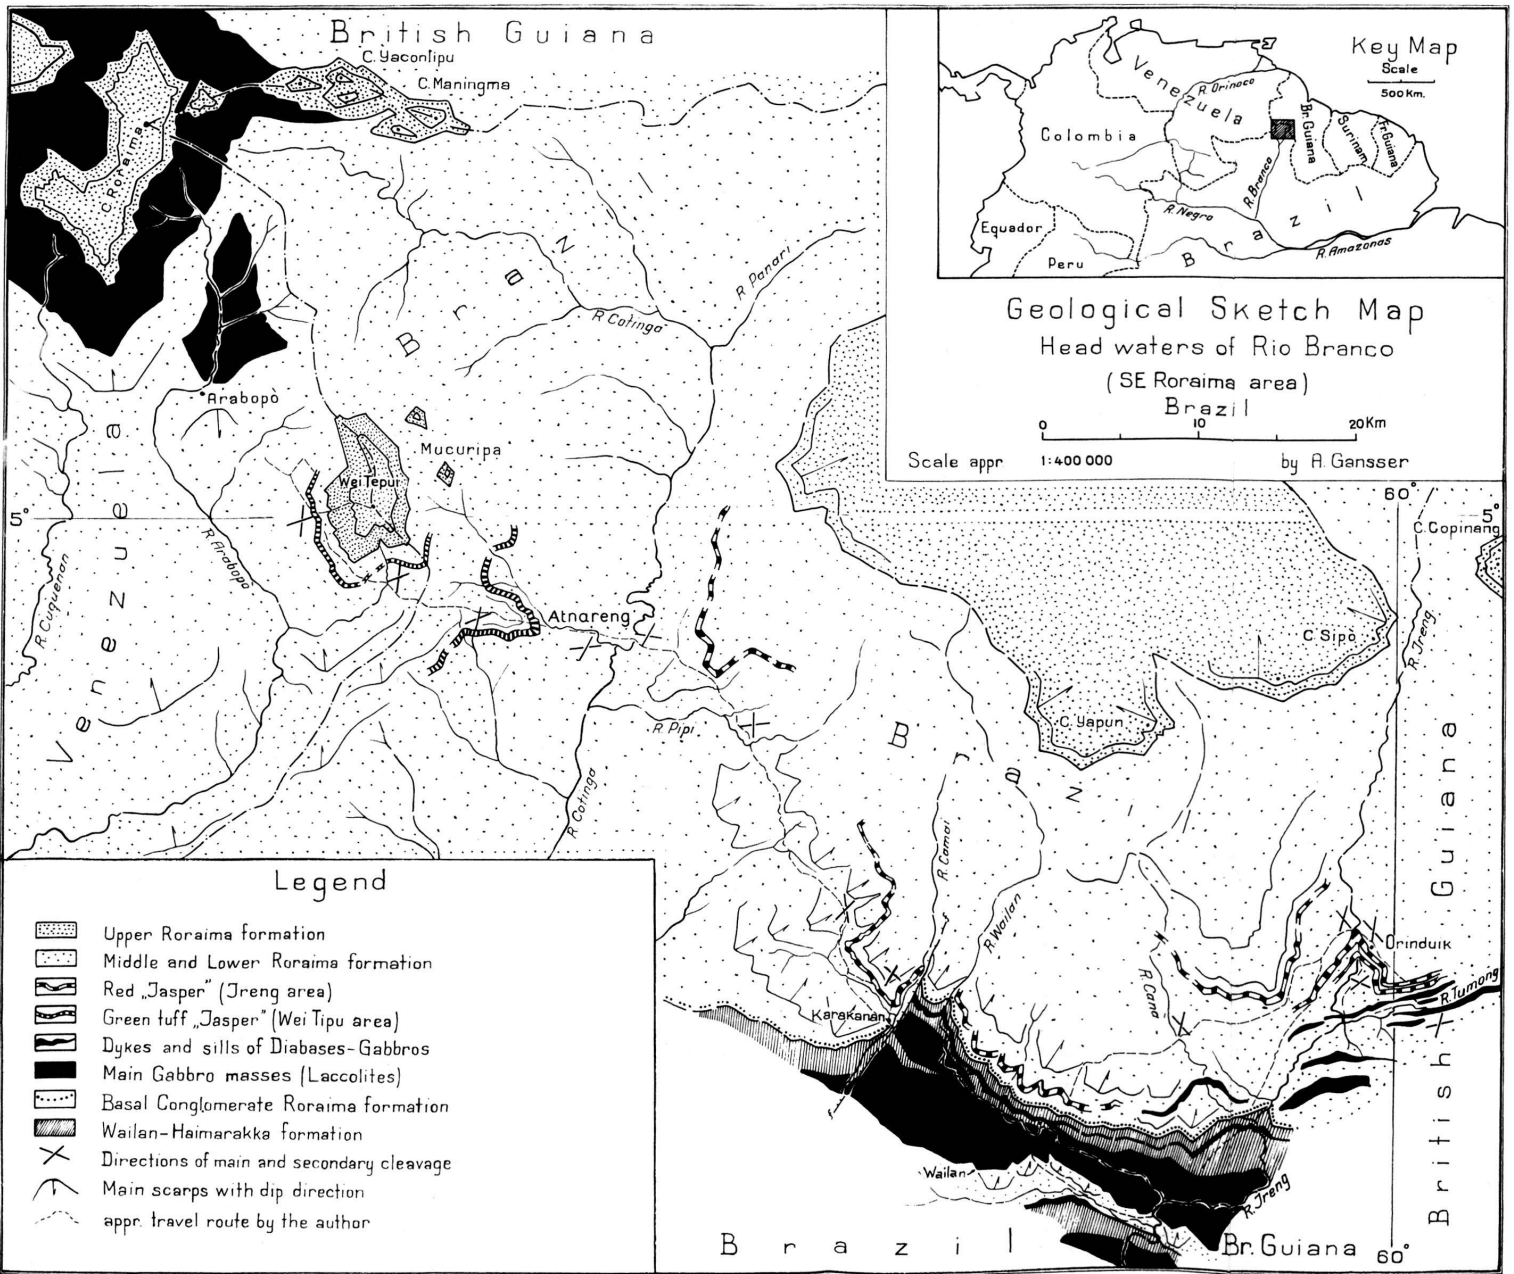 British Guiana
C. Yacontipu
C. Maningma
C. Roraima
Brazil
R. Panari
R. Cotinga
Arabopò
Mucuripa
Wei Tepui
5°
Venezuela
R. Arabopò
R. Cuquenan
Atnareng
R. Pipi
R. Cotinga
Key Map
Scale
500 Km.
Venezuela
R. Orinoco
Colombia
Br. Guiana
Surinam
Fr. Guiana
R. Branco
R. Negro
Equador
Peru
Brazil
R. Amazonas
Geological Sketch Map
Head waters of Rio Branco
(SE Roraima area)
Brazil
0 10 20 Km
Scale appr 1:400 000 by A. Gansser
60°
5°
C. Copinang
C. Sipò
R. Jreng
C. Yapun
Brazil
British Guiana
R. Camai
R. Wailan
R. Cana
Orinduik
R. Tumong
Karakanan
Wailan
R. Jreng
Brazil
Br. Guiana
60°
Legend
Upper Roraima formation
Middle and Lower Roraima formation
Red „Jasper" (Jreng area)
Green tuff „Jasper" (Wei Tipu area)
Dykes and sills of Diabases-Gabbros
Main Gabbro masses (Laccolites)
Basal Conglomerate Roraima formation
Wailan-Haimarakka formation
Directions of main and secondary cleavage
Main scarps with dip direction
appr. travel route by the author